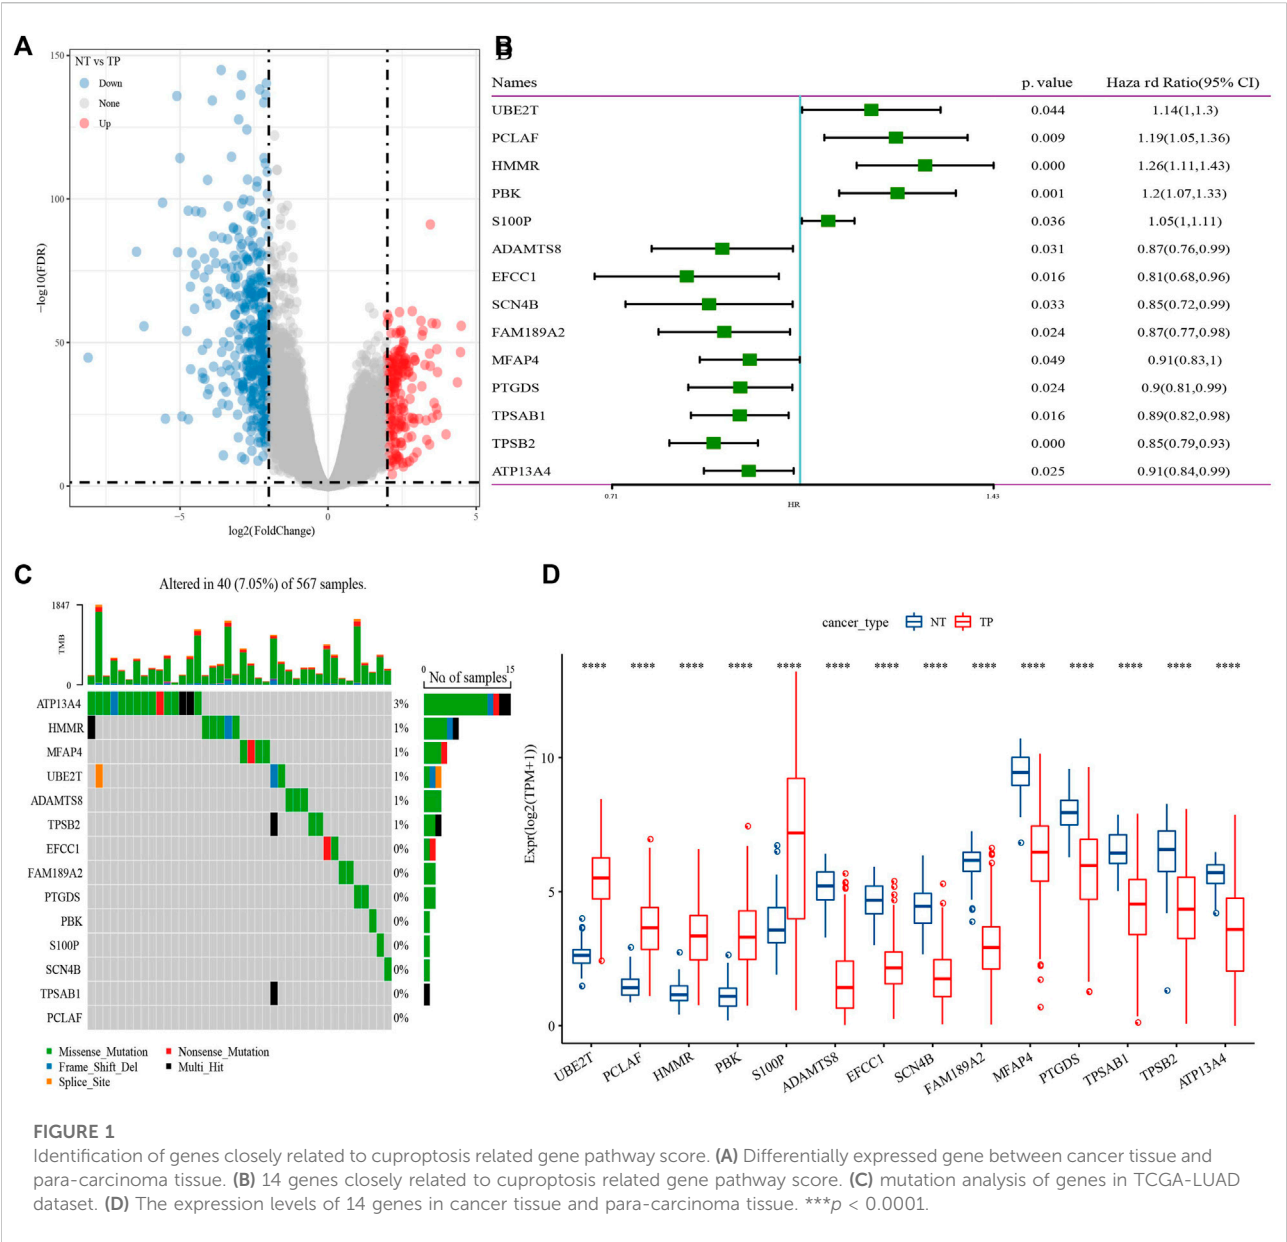 A
NT vs TP
Down
None
Up
150
100
50
0
−log10(FDR)
−5
0
5
log2(FoldChange)
B
B
Names p. value Haza rd Ratio(95% CI)
UBE2T 0.044 1.14(1,1.3)
PCLAF 0.009 1.19(1.05,1.36)
HMMR 0.000 1.26(1.11,1.43)
PBK 0.001 1.2(1.07,1.33)
S100P 0.036 1.05(1,1.11)
ADAMTS8 0.031 0.87(0.76,0.99)
EFCC1 0.016 0.81(0.68,0.96)
SCN4B 0.033 0.85(0.72,0.99)
FAM189A2 0.024 0.87(0.77,0.98)
MFAP4 0.049 0.91(0.83,1)
PTGDS 0.024 0.9(0.81,0.99)
TPSAB1 0.016 0.89(0.82,0.98)
TPSB2 0.000 0.85(0.79,0.93)
ATP13A4 0.025 0.91(0.84,0.99)
0.71 1.43
HR
C
Altered in 40 (7.05%) of 567 samples.
1847
TMB
0
0 15
No. of samples
ATP13A4 3%
HMMR 1%
MFAP4 1%
UBE2T 1%
ADAMTS8 1%
TPSB2 1%
EFCC1 0%
FAM189A2 0%
PTGDS 0%
PBK 0%
S100P 0%
SCN4B 0%
TPSAB1 0%
PCLAF 0%
Missense_Mutation Nonsense_Mutation
Frame_Shift_Del Multi_Hit
Splice_Site
D
cancer_type NT TP
**** **** **** **** **** **** **** **** **** **** **** **** **** ****
Expr(log2(TPM+1))
10
5
0
UBE2T PCLAF HMMR PBK S100P ADAMTS8 EFCC1 SCN4B FAM189A2 MFAP4 PTGDS TPSAB1 TPSB2 ATP13A4
FIGURE 1
Identification of genes closely related to cuproptosis related gene pathway score. (A) Differentially expressed gene between cancer tissue and
para-carcinoma tissue. (B) 14 genes closely related to cuproptosis related gene pathway score. (C) mutation analysis of genes in TCGA-LUAD
dataset. (D) The expression levels of 14 genes in cancer tissue and para-carcinoma tissue. ***p < 0.0001.